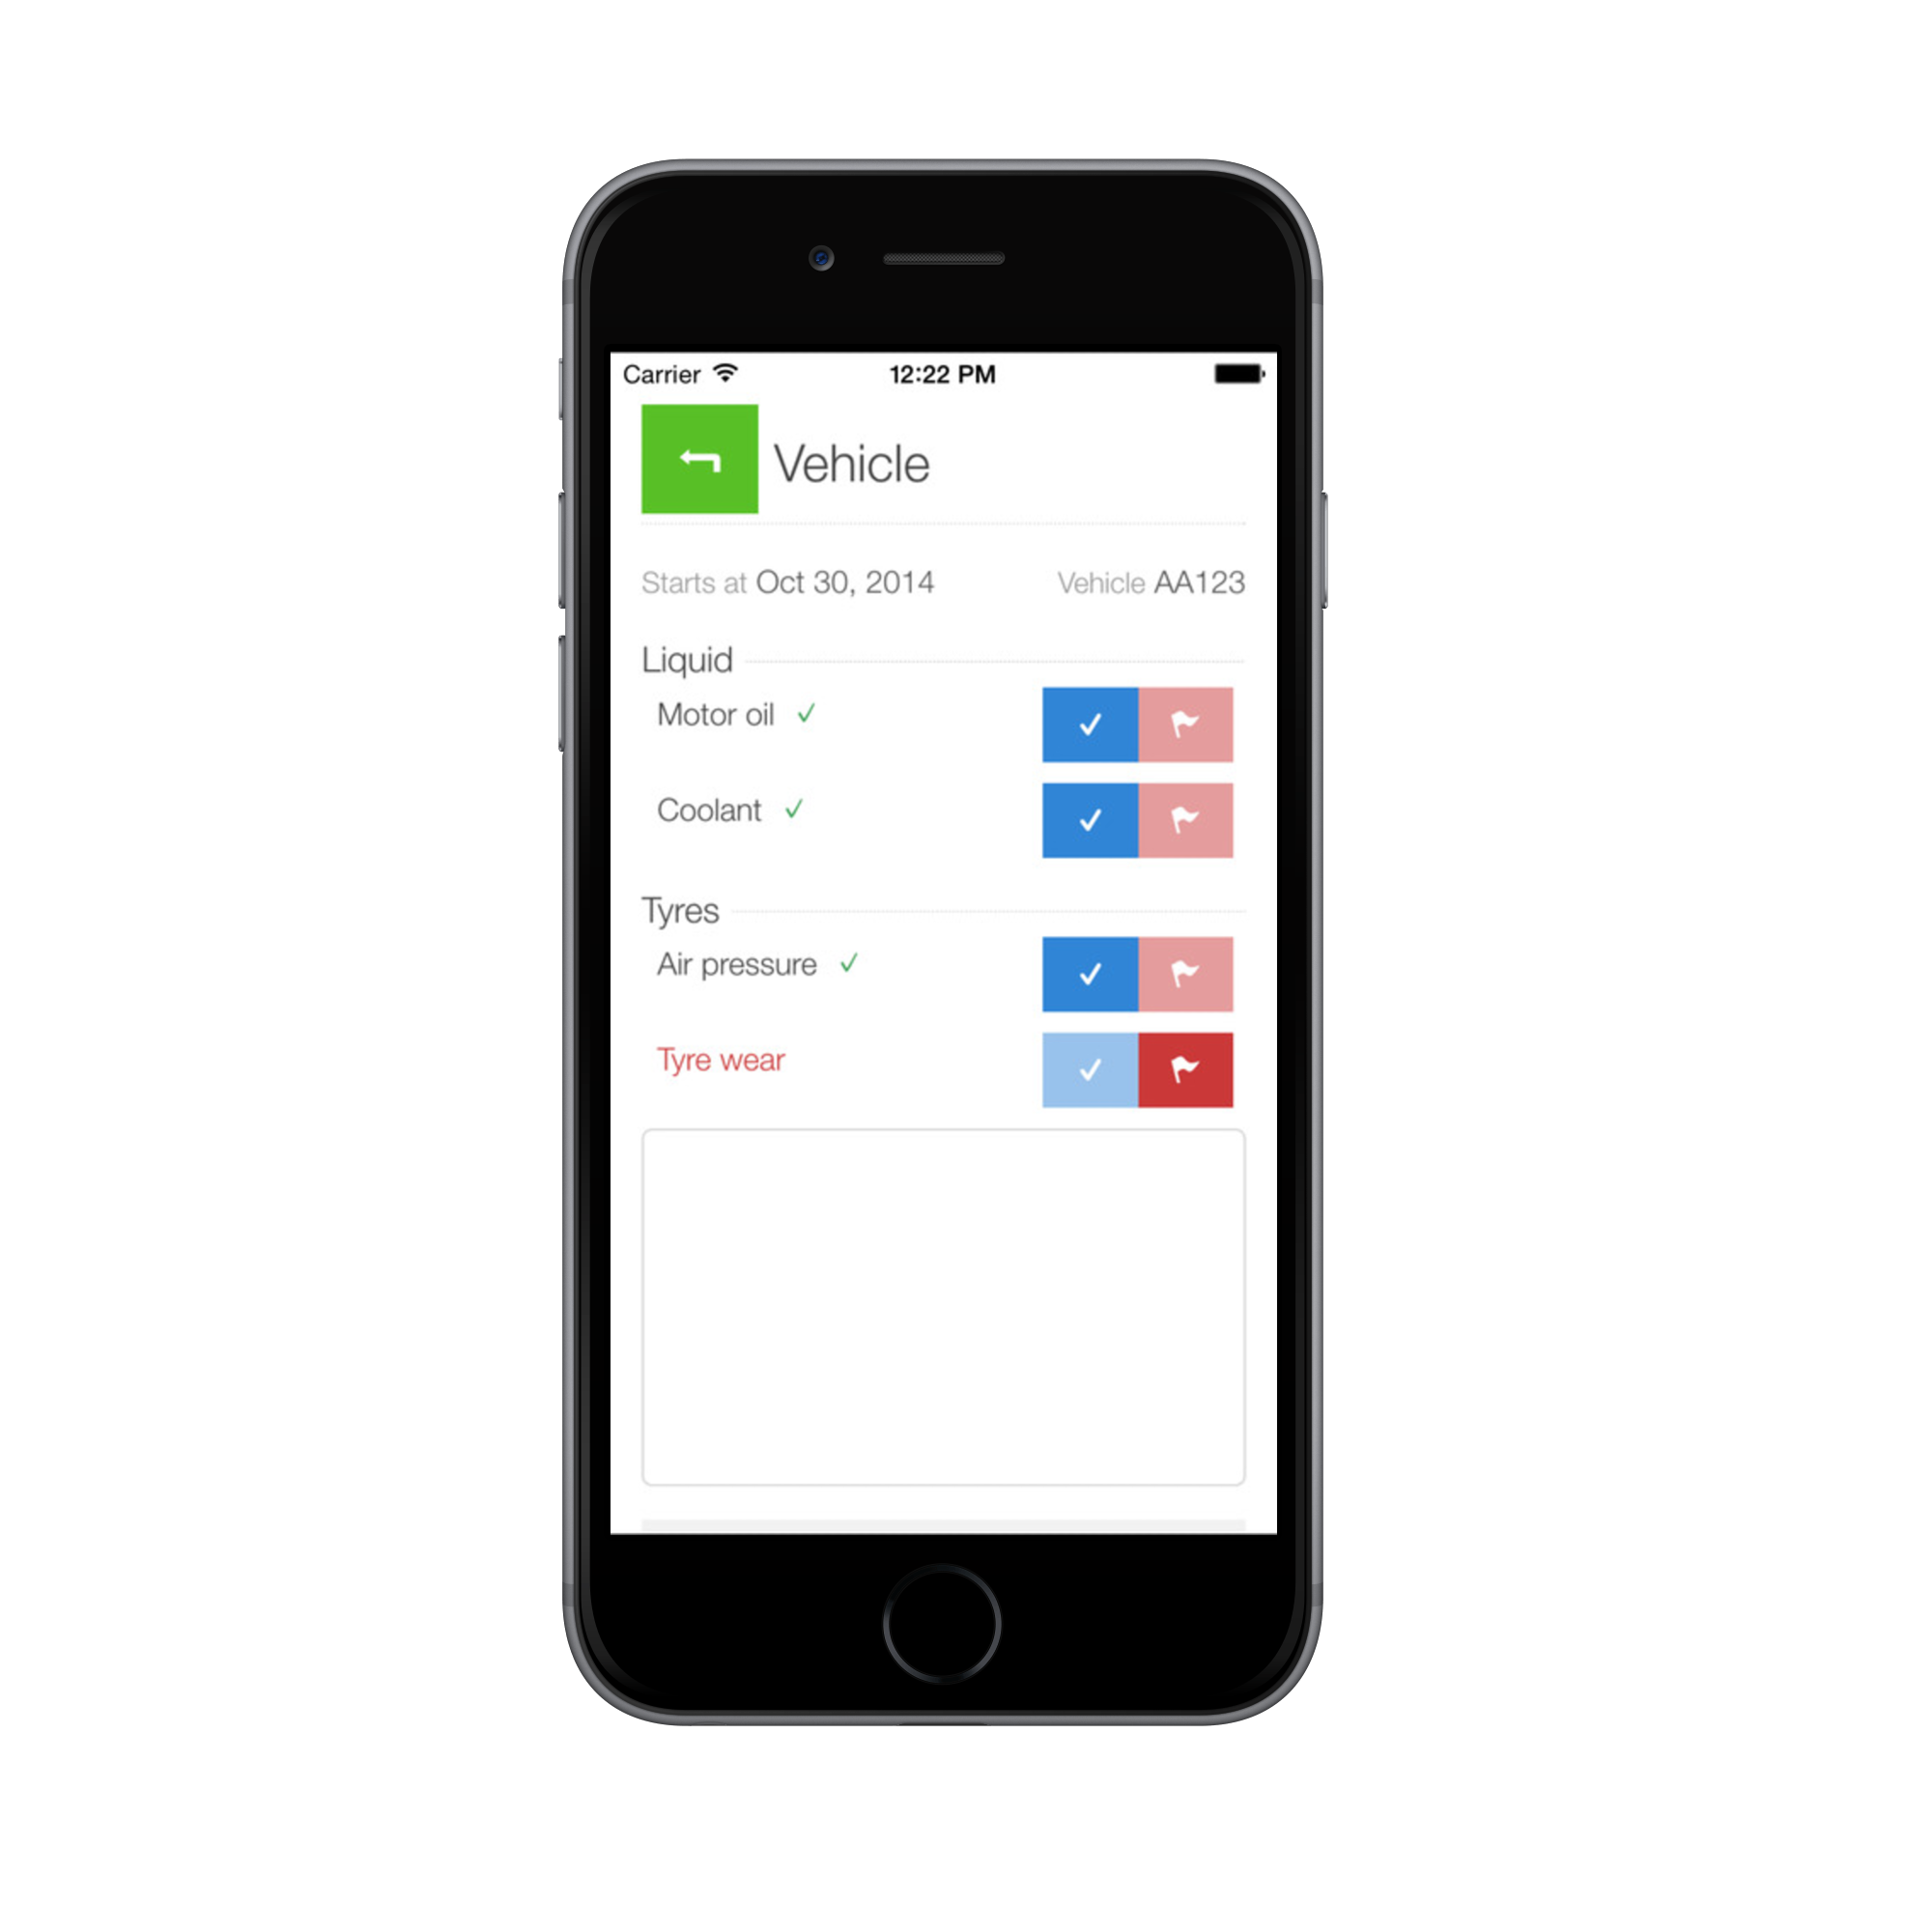 Carrier 12:22 PM
Vehicle
Starts at Oct 30, 2014 Vehicle AA123
Liquid
Motor oil
Coolant
Tyres
Air pressure
Tyre wear